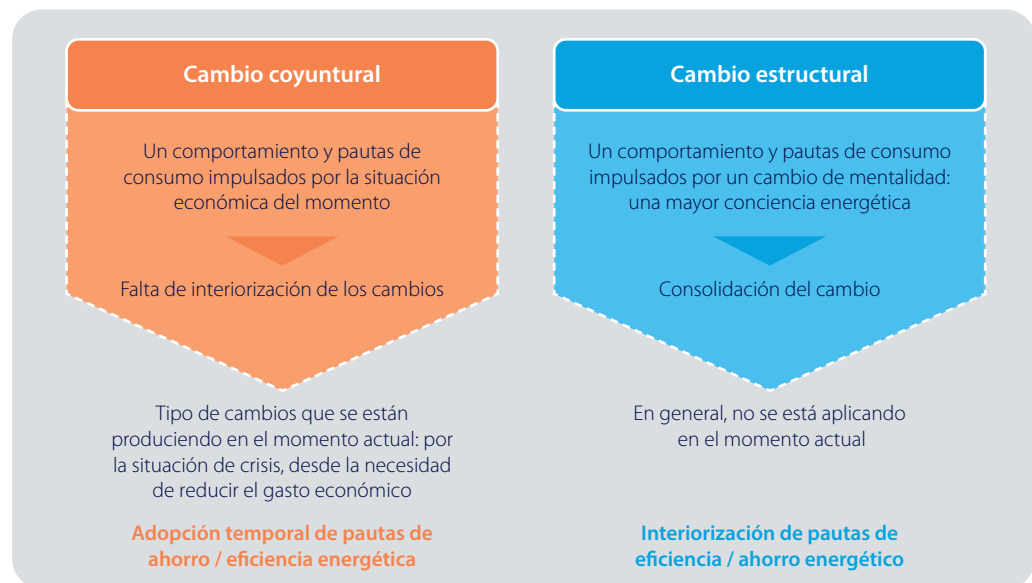 Cambio coyuntural
Un comportamiento y pautas de
consumo impulsados por la situación
económica del momento
Falta de interiorización de los cambios
Tipo de cambios que se están
produciendo en el momento actual: por
la situación de crisis, desde la necesidad
de reducir el gasto económico
Adopción temporal de pautas de
ahorro / eficiencia energética
Cambio estructural
Un comportamiento y pautas de consumo
impulsados por un cambio de mentalidad:
una mayor conciencia energética
Consolidación del cambio
En general, no se está aplicando
en el momento actual
Interiorización de pautas de
eficiencia / ahorro energético